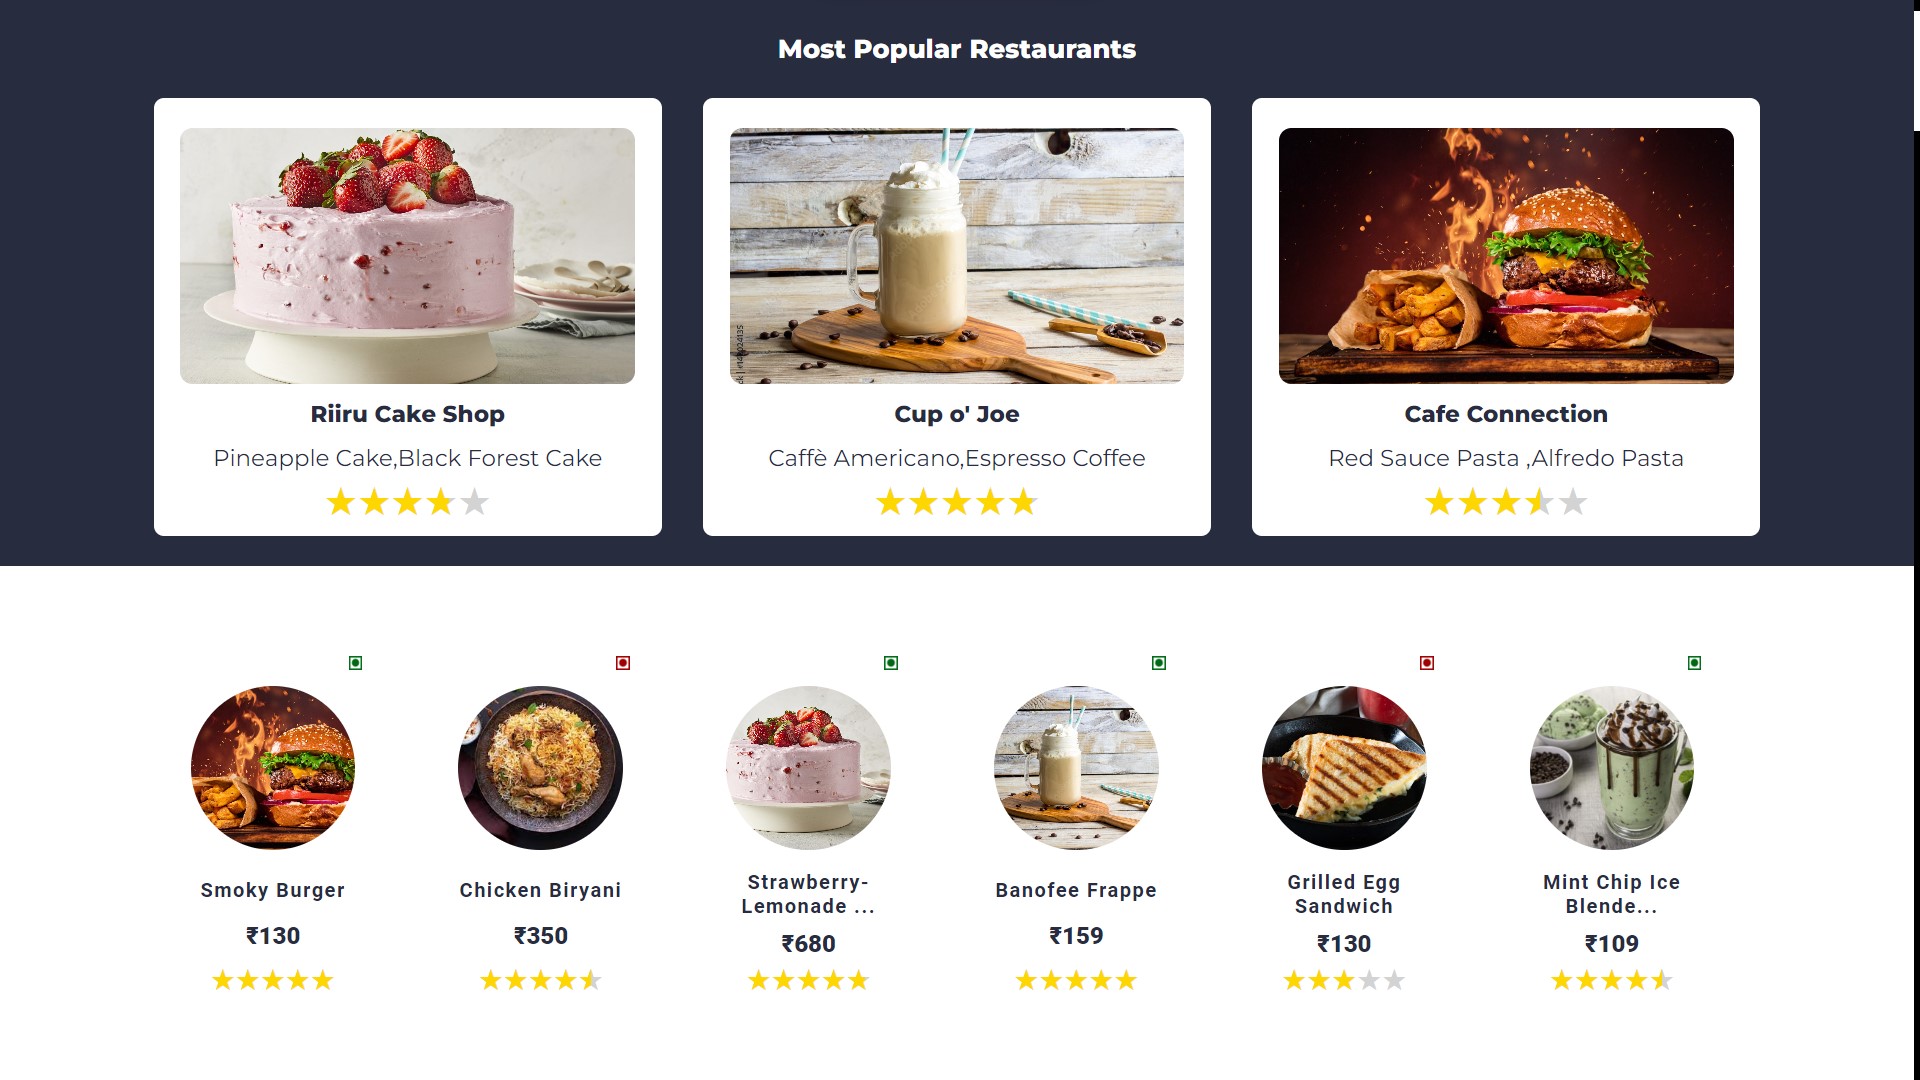 Most Popular Restaurants
Riiru Cake Shop
Pineapple Cake,Black Forest Cake
Cup o' Joe
Caffè Americano,Espresso Coffee
Cafe Connection
Red Sauce Pasta ,Alfredo Pasta
Smoky Burger
₹130
Chicken Biryani
₹350
Strawberry-
Lemonade ...
₹680
Banofee Frappe
₹159
Grilled Egg
Sandwich
₹130
Mint Chip Ice
Blende...
₹109